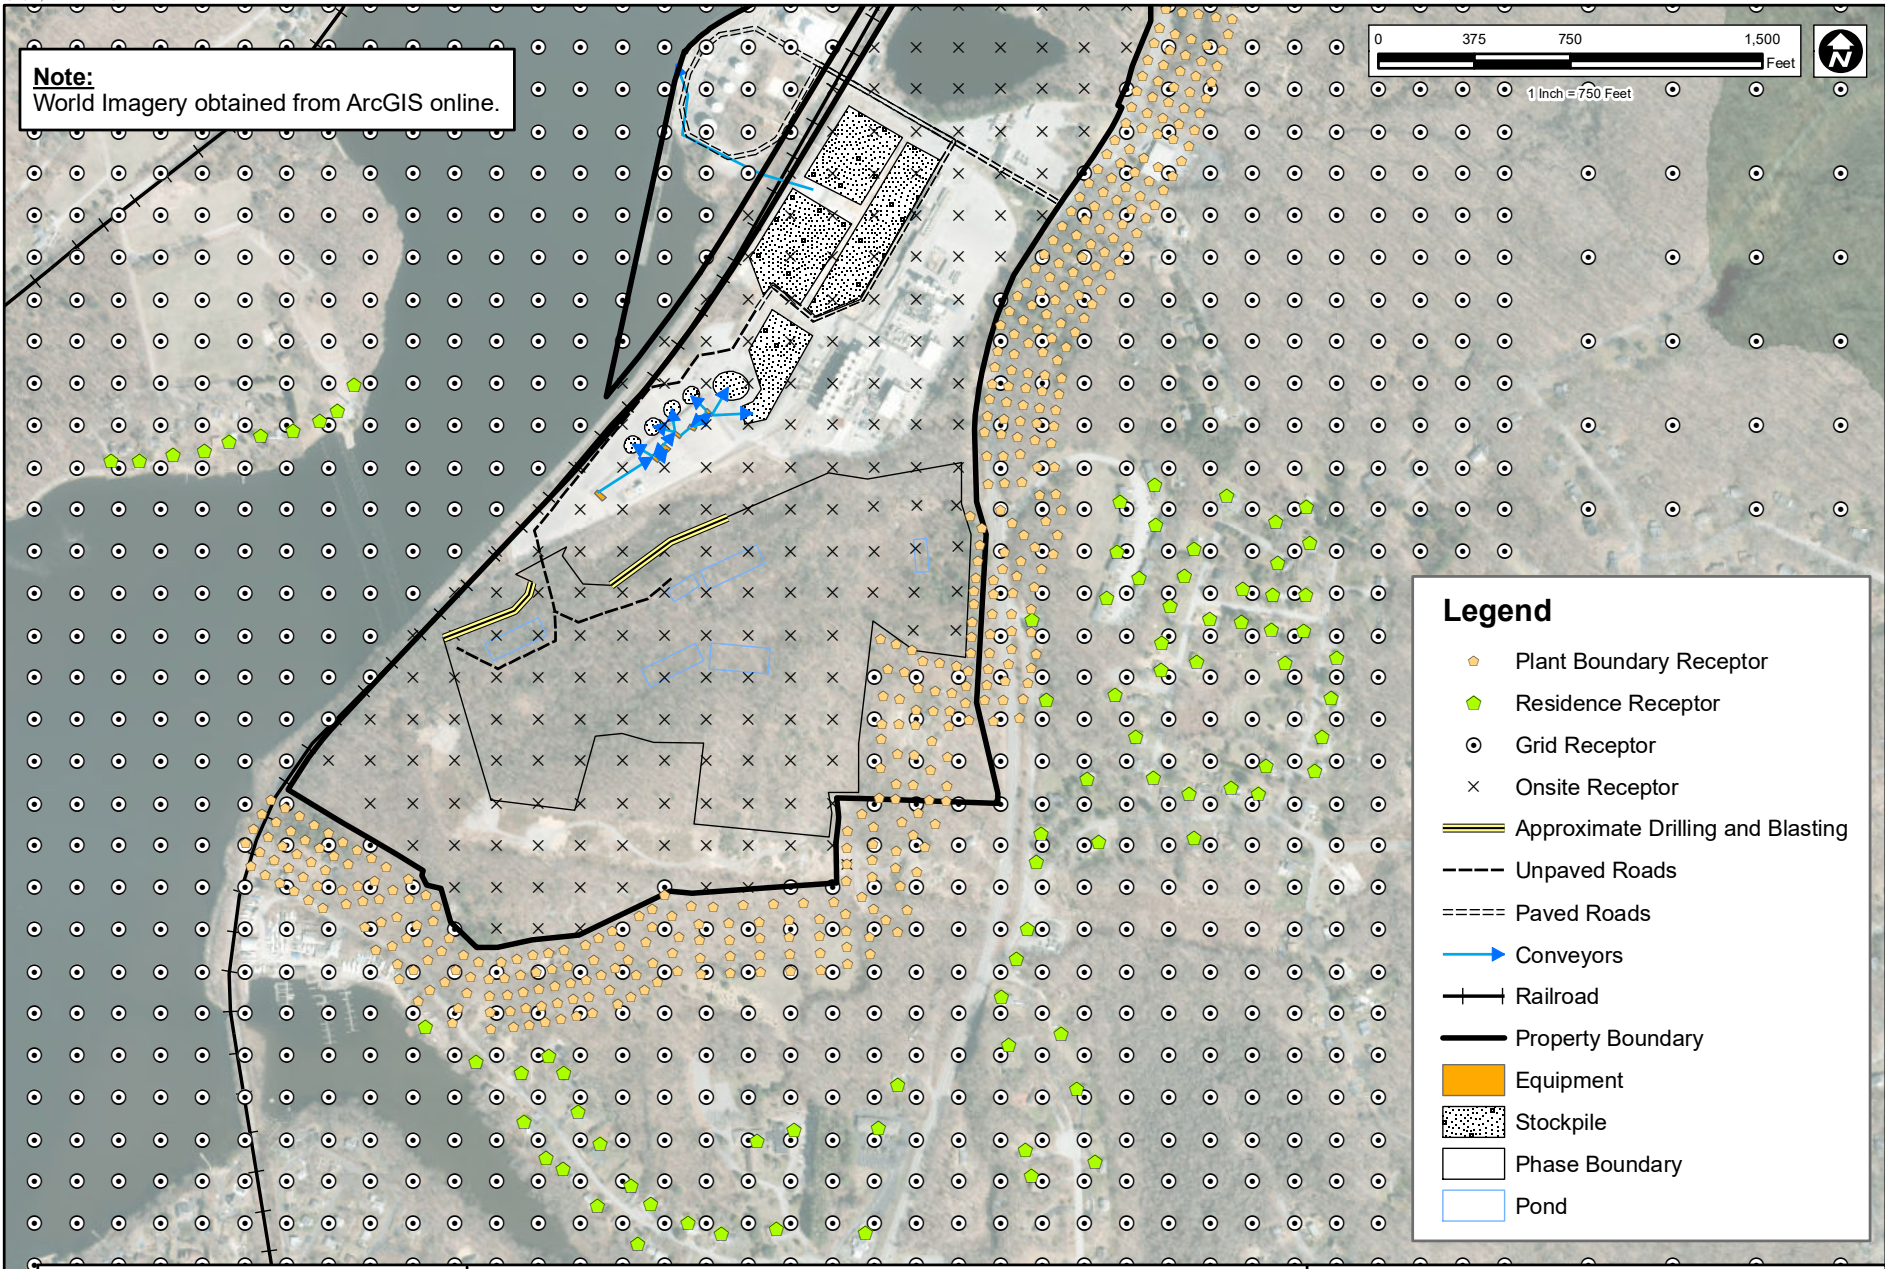 Note:
World Imagery obtained from ArcGIS online.
0 375 750 1,500
Feet
N
1 Inch = 750 Feet
Legend
Plant Boundary Receptor
Residence Receptor
Grid Receptor
Onsite Receptor
Approximate Drilling and Blasting
Unpaved Roads
Paved Roads
Conveyors
Railroad
Property Boundary
Equipment
Stockpile
Phase Boundary
Pond